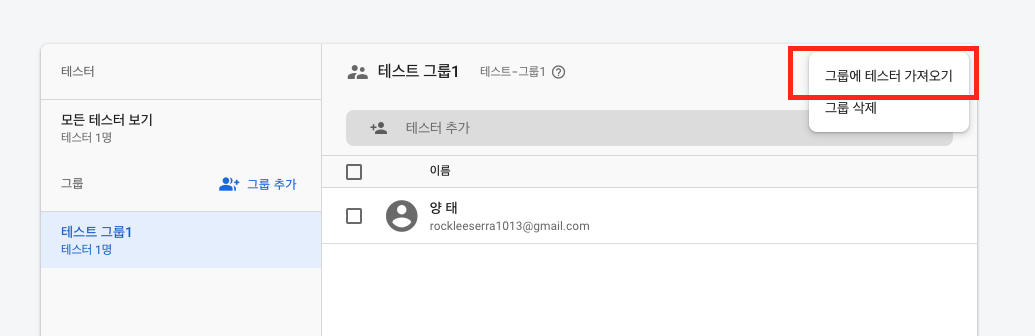 테스터
테스트 그룹1 테스트-그룹1
그룹에 테스터 가져오기
그룹 삭제
모든 테스터 보기
테스터 1명
테스터 추가
이름
그룹 그룹 추가
양 태
rockleeserra1013@gmail.com
테스트 그룹1
테스터 1명